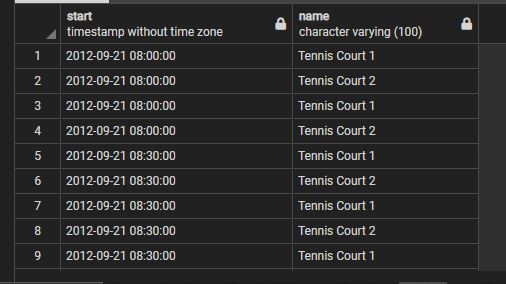 start name
timestamp without time zone character varying (100)
1 2012-09-21 08:00:00 Tennis Court 1
2 2012-09-21 08:00:00 Tennis Court 2
3 2012-09-21 08:00:00 Tennis Court 1
4 2012-09-21 08:00:00 Tennis Court 2
5 2012-09-21 08:30:00 Tennis Court 1
6 2012-09-21 08:30:00 Tennis Court 2
7 2012-09-21 08:30:00 Tennis Court 1
8 2012-09-21 08:30:00 Tennis Court 2
9 2012-09-21 08:30:00 Tennis Court 1